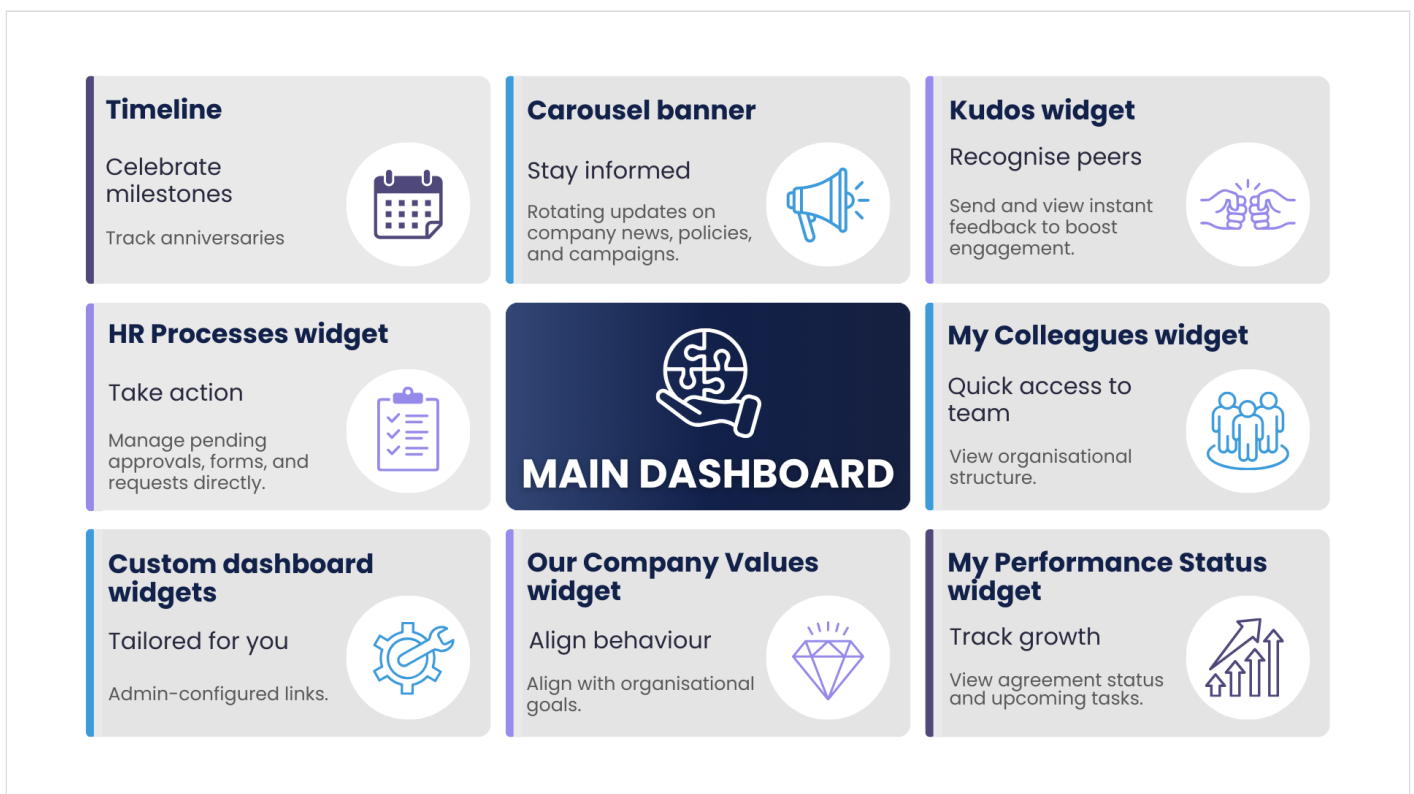 Timeline
Celebrate
milestones
Track anniversaries
Carousel banner
Stay informed
Rotating updates on
company news, policies,
and campaigns.
Kudos widget
Recognise peers
Send and view instant
feedback to boost
engagement.
HR Processes widget
Take action
Manage pending
approvals, forms, and
requests directly.
MAIN DASHBOARD
My Colleagues widget
Quick access to
team
View organisational
structure.
Custom dashboard
widgets
Tailored for you
Admin-configured links.
Our Company Values
widget
Align behaviour
Align with organisational
goals.
My Performance Status
widget
Track growth
View agreement status
and upcoming tasks.